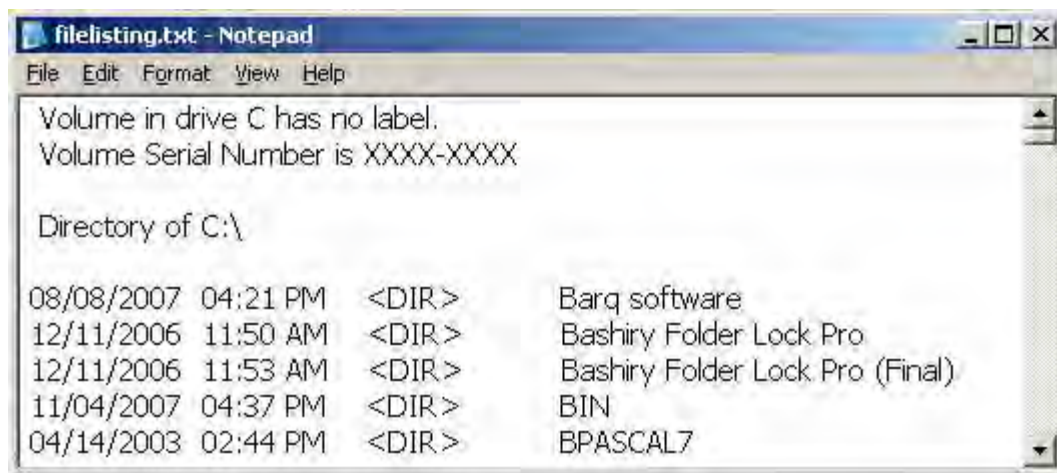 filelisting.txt - Notepad
File Edit Format View Help
Volume in drive C has no label.
Volume Serial Number is XXXX-XXXX
Directory of C:\
08/08/2007 04:21 PM <DIR> Barq software
12/11/2006 11:50 AM <DIR> Bashiry Folder Lock Pro
12/11/2006 11:53 AM <DIR> Bashiry Folder Lock Pro (Final)
11/04/2007 04:37 PM <DIR> BIN
04/14/2003 02:44 PM <DIR> BPASCAL7